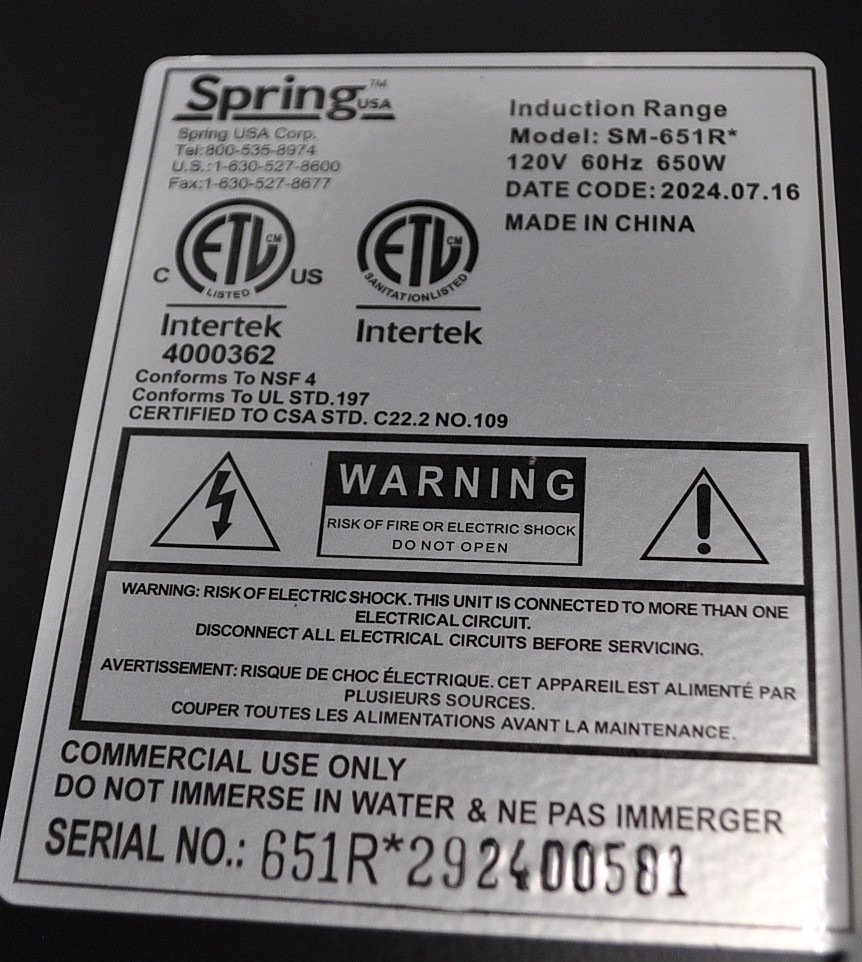 Spring™ USA
Spring USA Corp.
Tel:800-535-8974
U.S.:1-630-527-8600
Fax:1-630-527-8677
Induction Range
Model: SM-651R*
120V 60Hz 650W
DATE CODE: 2024.07.16
MADE IN CHINA
C ETL CM US
LISTED
Intertek
4000362
ETL CM
SANITATION LISTED
Intertek
Conforms To NSF 4
Conforms To UL STD.197
CERTIFIED TO CSA STD. C22.2 NO.109
WARNING
RISK OF FIRE OR ELECTRIC SHOCK
DO NOT OPEN
WARNING: RISK OF ELECTRIC SHOCK. THIS UNIT IS CONNECTED TO MORE THAN ONE
ELECTRICAL CIRCUIT.
DISCONNECT ALL ELECTRICAL CIRCUITS BEFORE SERVICING.
AVERTISSEMENT: RISQUE DE CHOC ÉLECTRIQUE. CET APPAREIL EST ALIMENTÉ PAR
PLUSIEURS SOURCES.
COUPER TOUTES LES ALIMENTATIONS AVANT LA MAINTENANCE.
COMMERCIAL USE ONLY
DO NOT IMMERSE IN WATER & NE PAS IMMERGER
SERIAL NO.: 651R*292400581